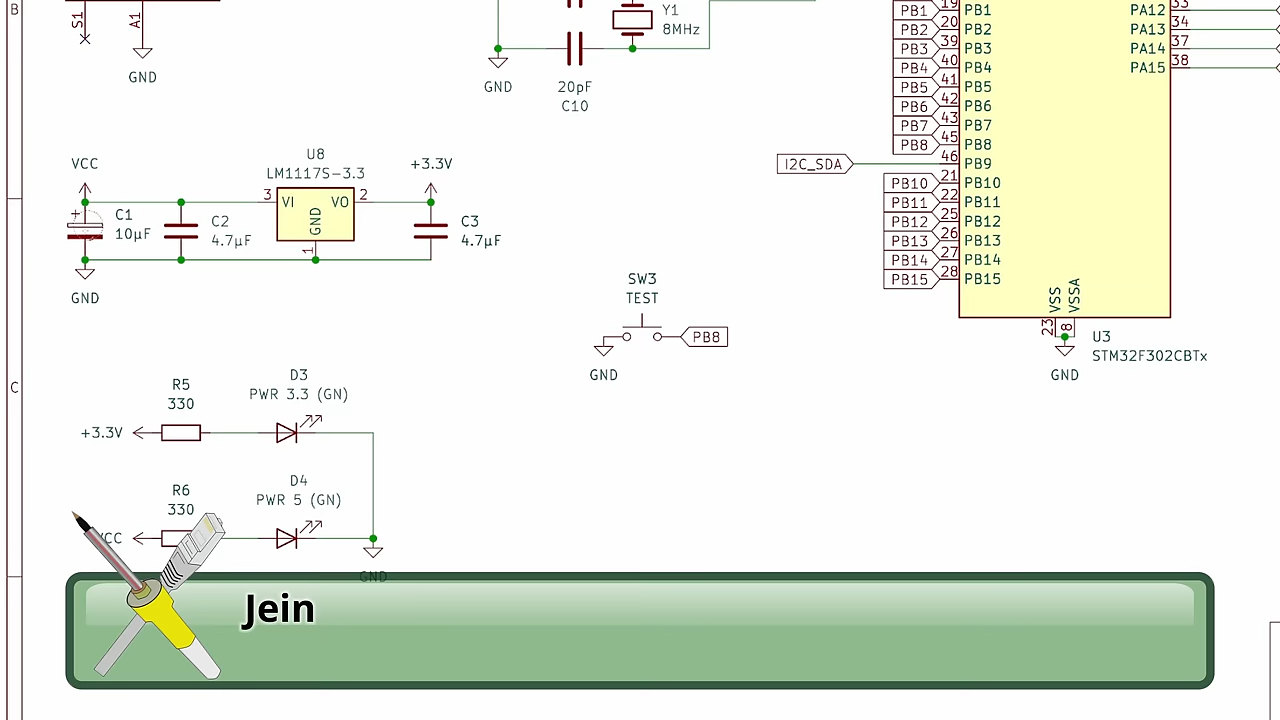 B
S1
A1
GND
GND
20pF
C10
Y1
8MHz
PB1 19 PB1
PB2 20 PB2
PB3 39 PB3
PB4 40 PB4
PB5 41 PB5
PB6 42 PB6
PB7 43 PB7
PB8 45 PB8
I2C_SDA 46 PB9
PB10 21 PB10
PB11 22 PB11
PB12 25 PB12
PB13 26 PB13
PB14 27 PB14
PB15 28 PB15
PA12 33
PA13 34
PA14 37
PA15 38
VSS
VSSA
23
8
GND
U3
STM32F302CBTx
VCC
+
C1
10µF
C2
4.7µF
GND
U8
LM1117S-3.3
3 VI VO 2
GND
1
+3.3V
C3
4.7µF
SW3
TEST
PB8
GND
C
R5
330
D3
PWR 3.3 (GN)
+3.3V
R6
330
D4
PWR 5 (GN)
VCC
GND
Jein